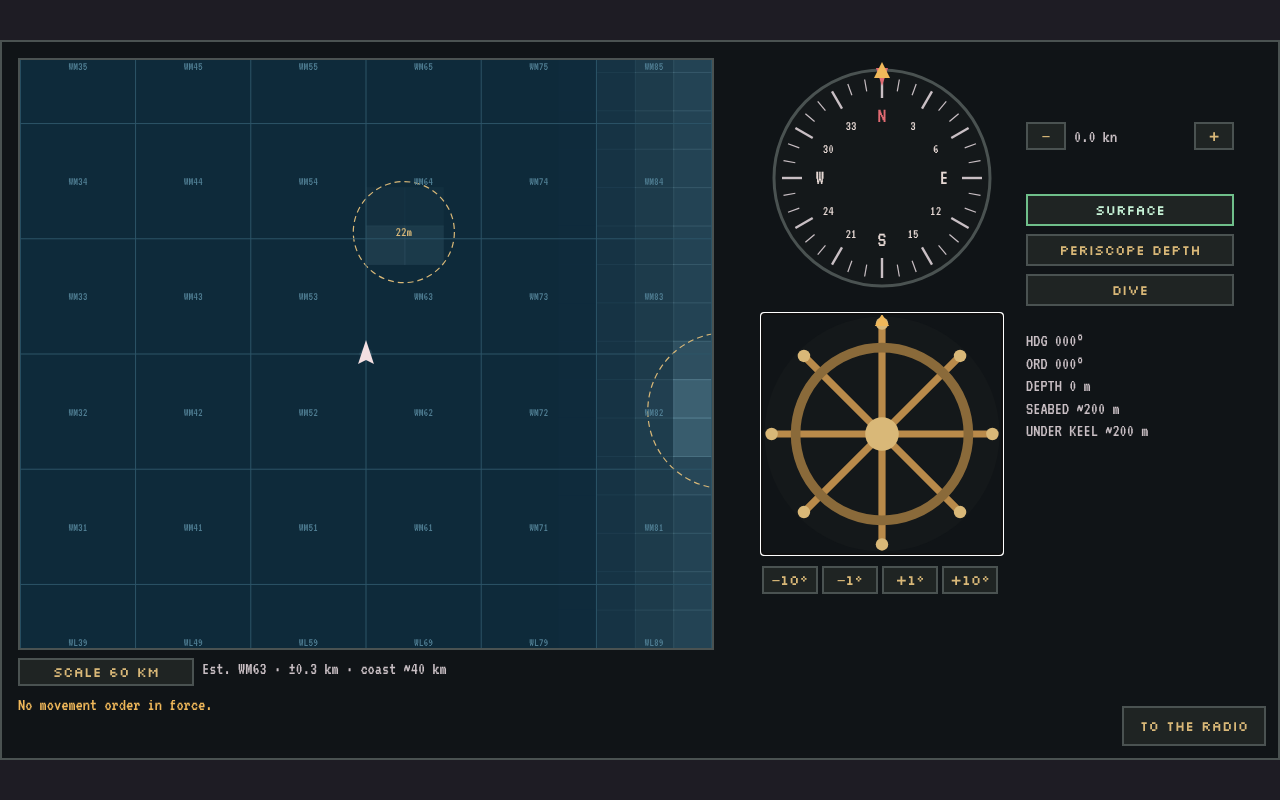 WM35 WM45 WM55 WM65 WM75 WM85
WM34 WM44 WM54 WM64 WM74 WM84
22m
WM33 WM43 WM53 WM63 WM73 WM83
WM32 WM42 WM52 WM62 WM72 WM82
WM31 WM41 WM51 WM61 WM71 WM81
WL39 WL49 WL59 WL69 WL79 WL89
SCALE 60 KM
Est. WM63 · ±0.3 km · coast ~40 km
No movement order in force.
N
33 3
30 6
W E
24 12
21 15
S
-10° -1° +1° +10°
- 0.0 kn +
SURFACE
PERISCOPE DEPTH
DIVE
HDG 000°
ORD 000°
DEPTH 0 m
SEABED ~200 m
UNDER KEEL ~200 m
TO THE RADIO